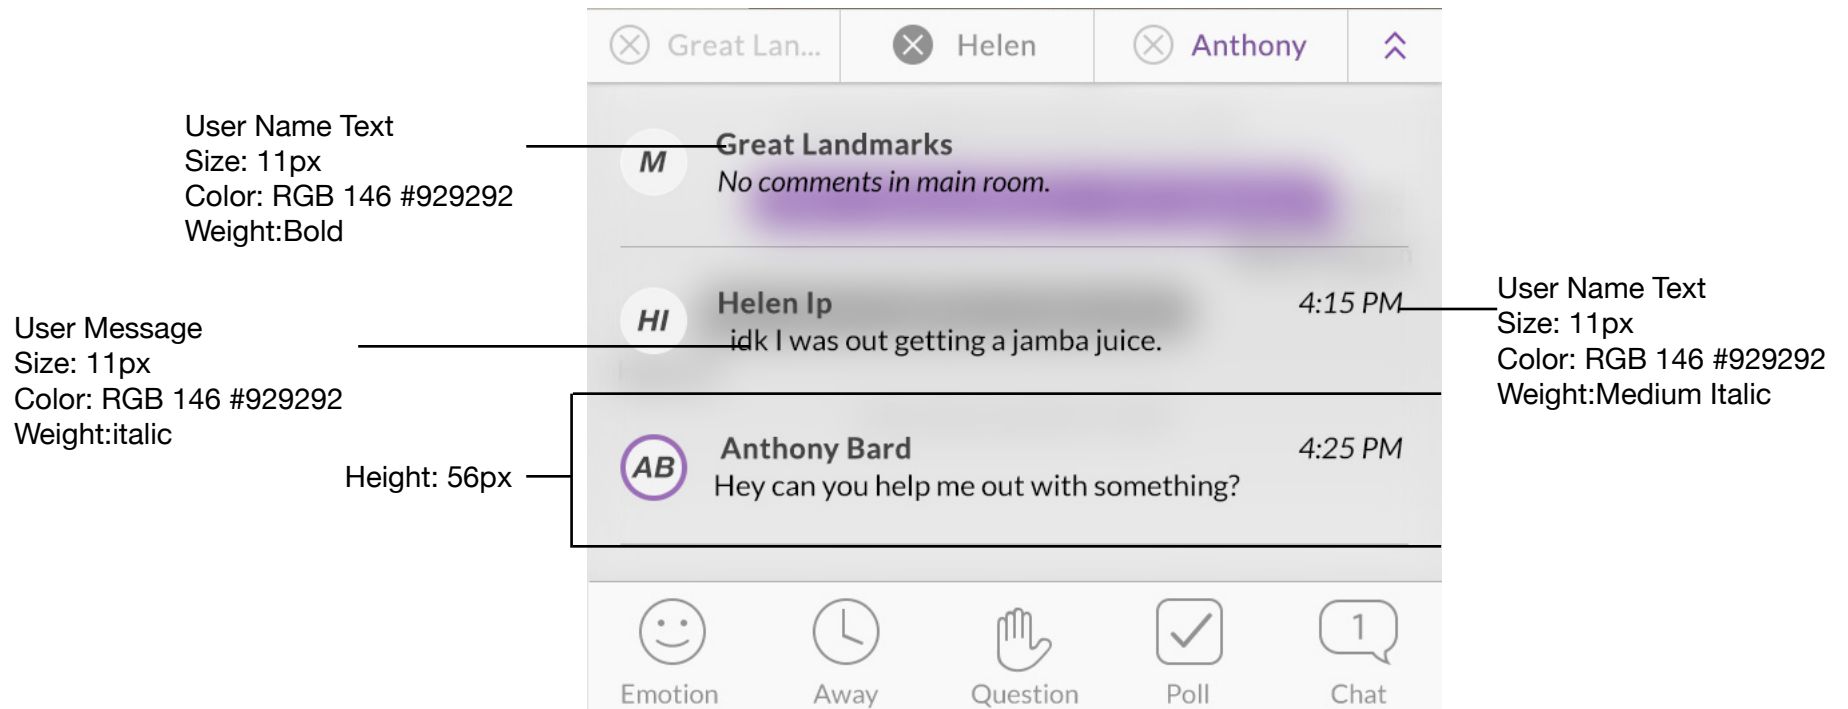 Great Lan...
Helen
Anthony
User Name Text
Size: 11px
Color: RGB 146 #929292
Weight:Bold
M
Great Landmarks
No comments in main room.
HI
Helen Ip
4:15 PM
idk I was out getting a jamba juice.
User Name Text
Size: 11px
Color: RGB 146 #929292
Weight:Medium Italic
User Message
Size: 11px
Color: RGB 146 #929292
Weight:italic
Height: 56px
AB
Anthony Bard
4:25 PM
Hey can you help me out with something?
1
Emotion
Away
Question
Poll
Chat